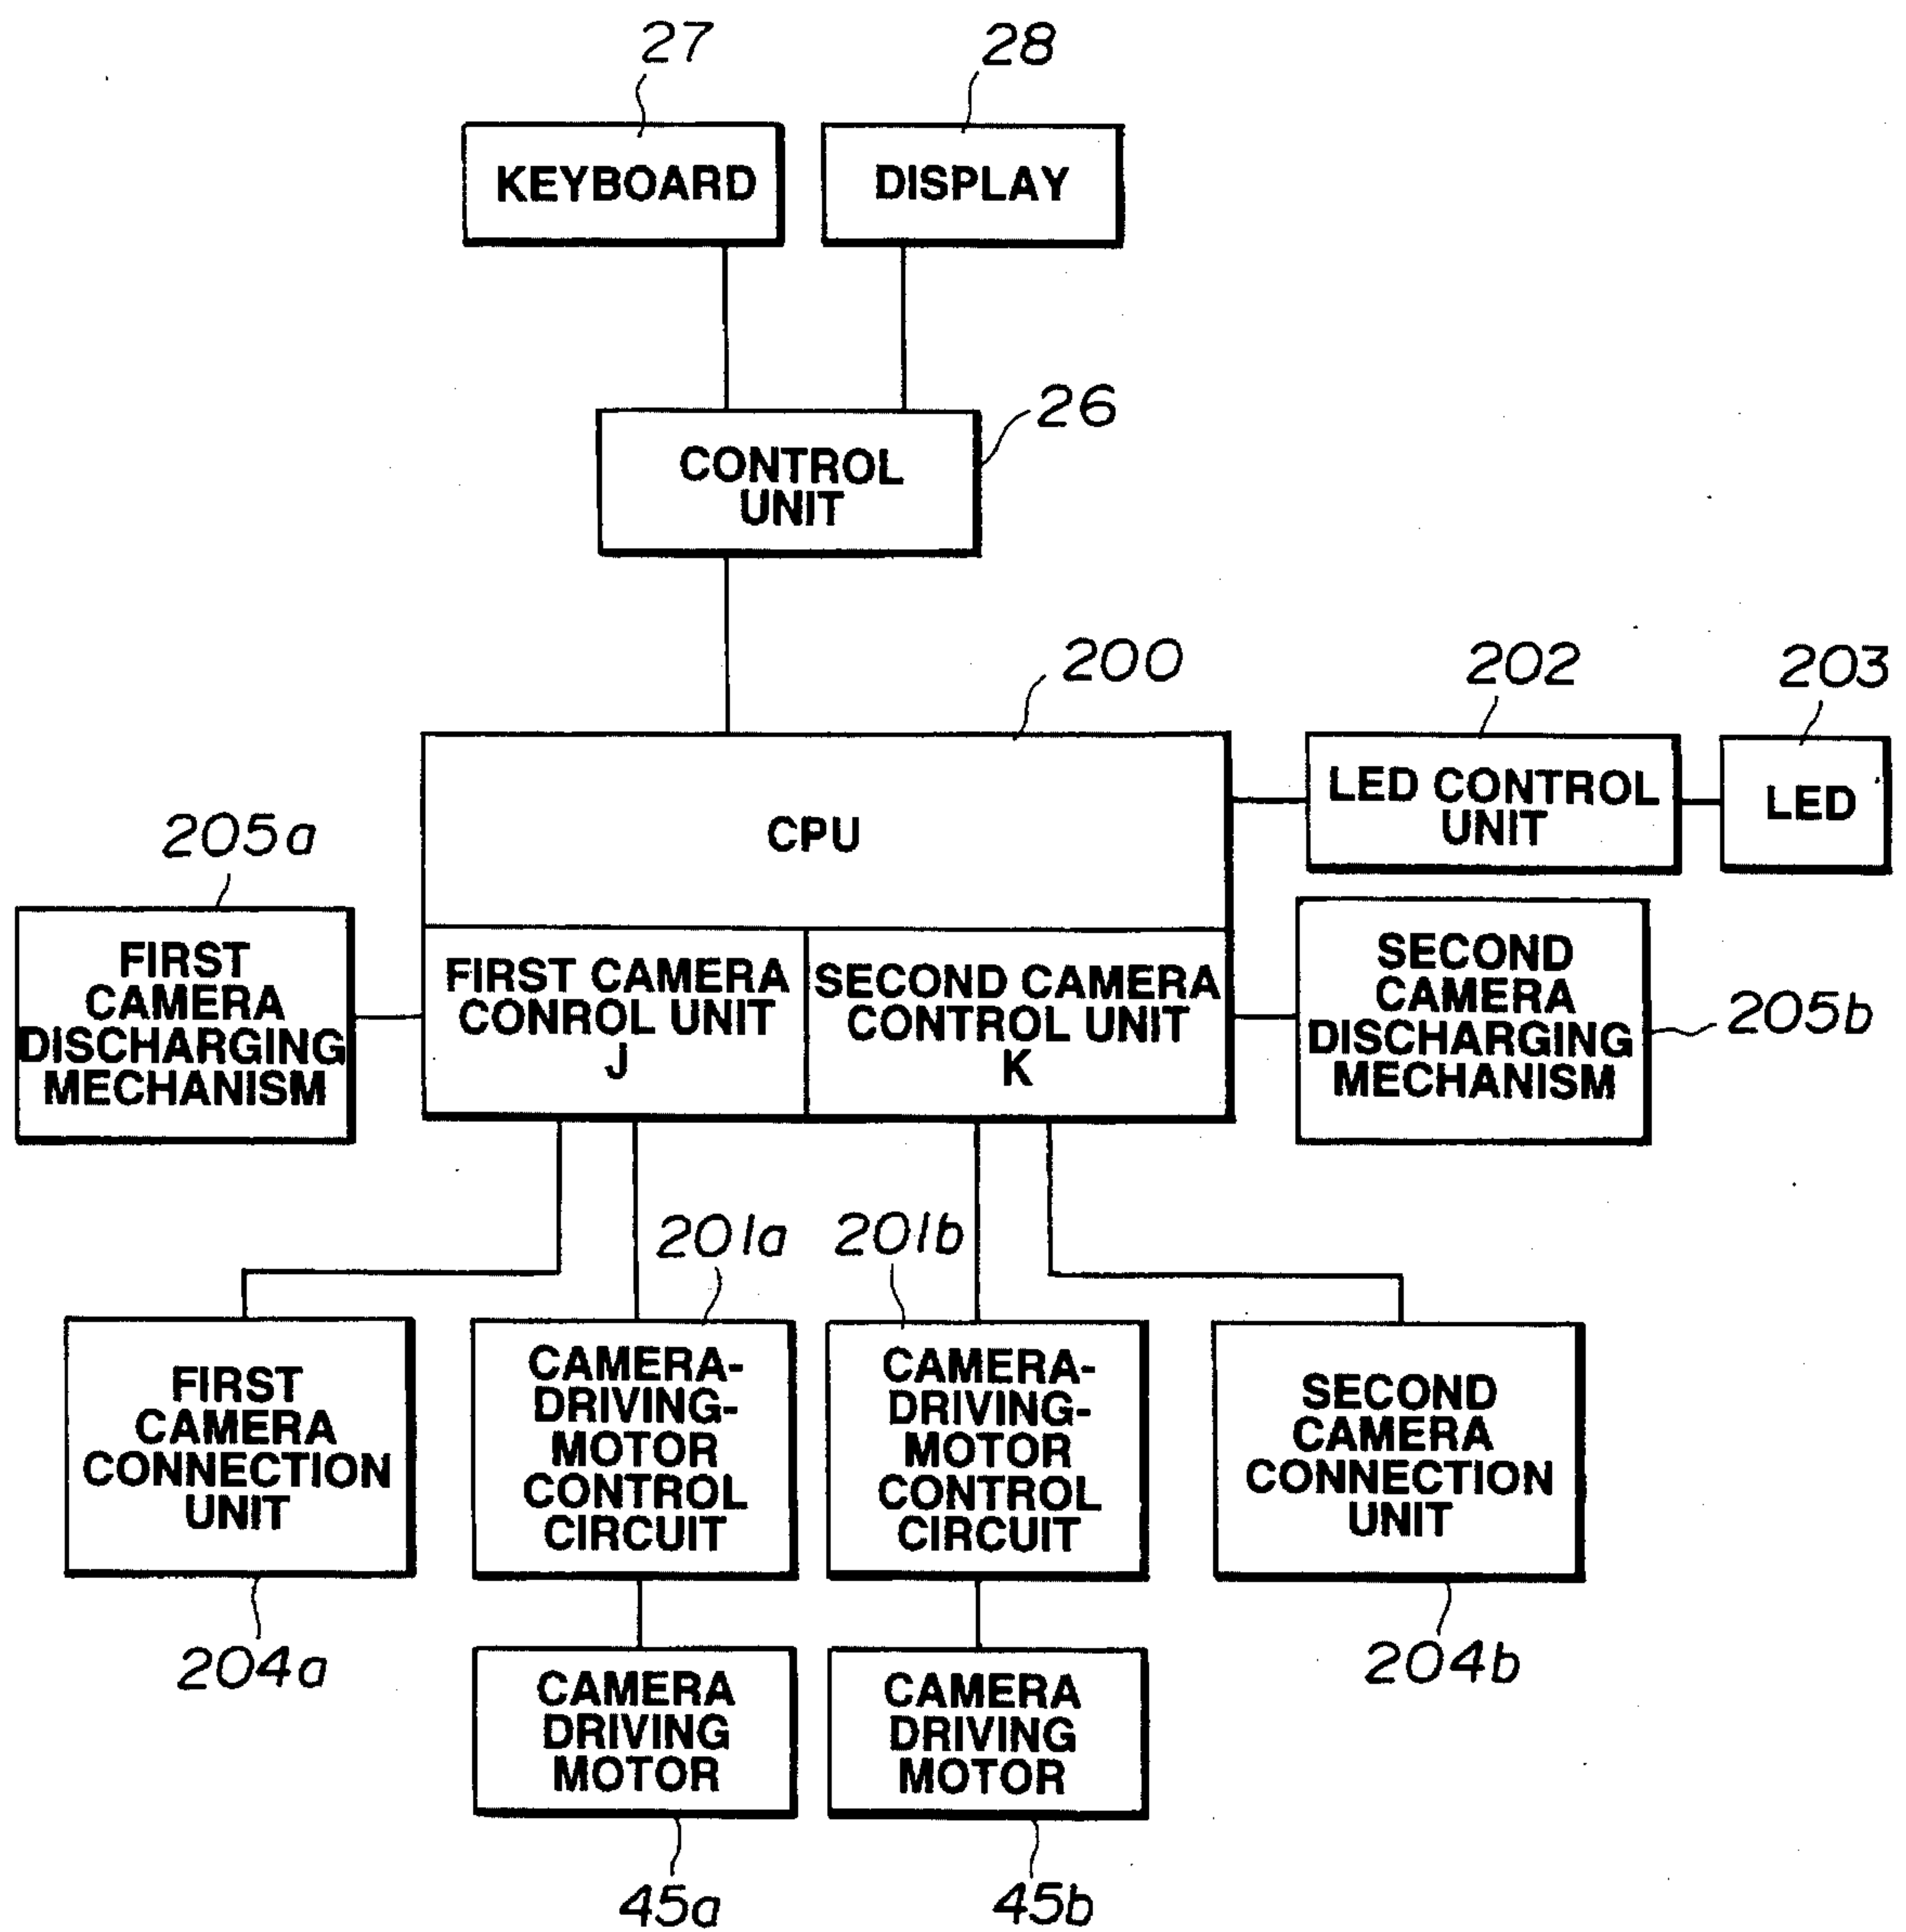 27
28
KEYBOARD
DISPLAY
26
CONTROL
UNIT
200
202
203
CPU
LED CONTROL
UNIT
LED
205a
FIRST
CAMERA
DISCHARGING
MECHANISM
FIRST CAMERA
CONROL UNIT
J
SECOND CAMERA
CONTROL UNIT
K
SECOND
CAMERA
DISCHARGING
MECHANISM
205b
201a
201b
FIRST
CAMERA
CONNECTION
UNIT
CAMERA-
DRIVING-
MOTOR
CONTROL
CIRCUIT
CAMERA-
DRIVING-
MOTOR
CONTROL
CIRCUIT
SECOND
CAMERA
CONNECTION
UNIT
204a
204b
CAMERA
DRIVING
MOTOR
CAMERA
DRIVING
MOTOR
45a
45b